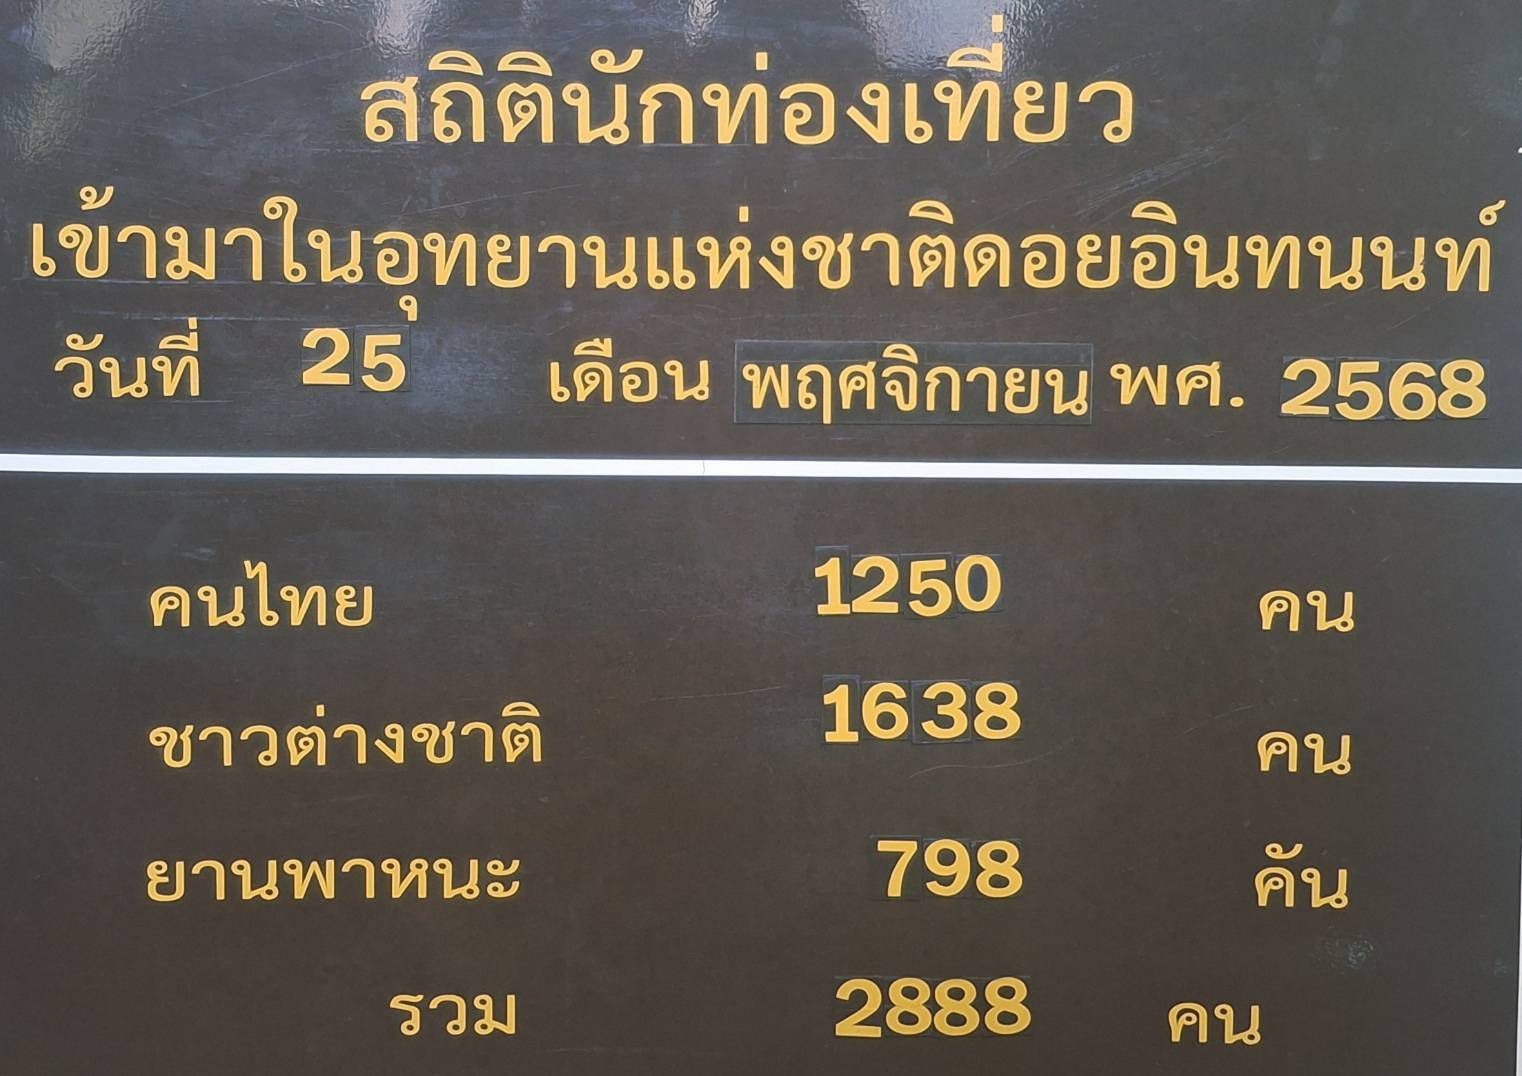 สถิตินักท่องเที่ยว
เข้ามาในอุทยานแห่งชาติดอยอินทนนท์
วันที่ 25 เดือน พฤศจิกายน พศ. 2568
คนไทย 1250 คน
ชาวต่างชาติ 1638 คน
ยานพาหนะ 798 คัน
รวม 2888 คน